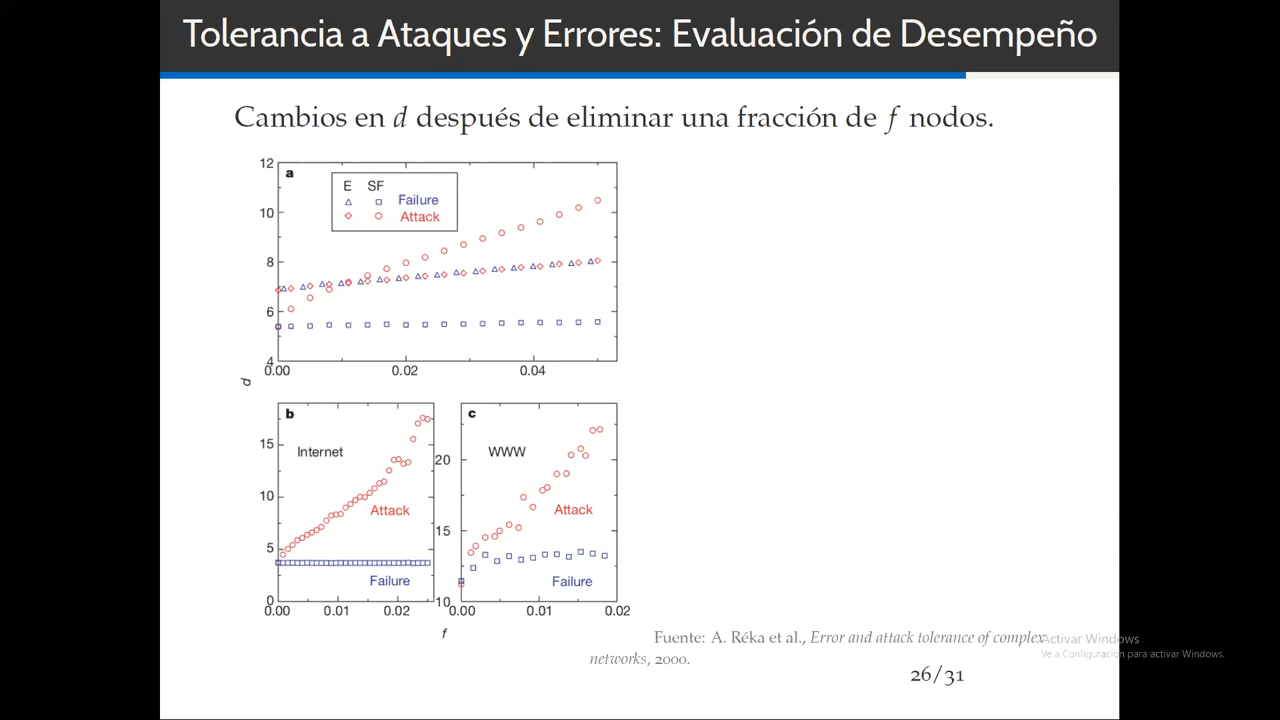 Tolerancia a Ataques y Errores: Evaluación de Desempeño
Cambios en d después de eliminar una fracción de f nodos.
a
E SF
Failure
Attack
12
10
8
6
4
0.00 0.02 0.04
d
b
Internet
Attack
Failure
15
10
5
0
0.00 0.01 0.02
c
WWW
Attack
Failure
20
15
10
0.00 0.01 0.02
f
Fuente: A. Réka et al., Error and attack tolerance of complex
networks, 2000.
Activar Windows
Ve a Configuración para activar Windows.
26/31